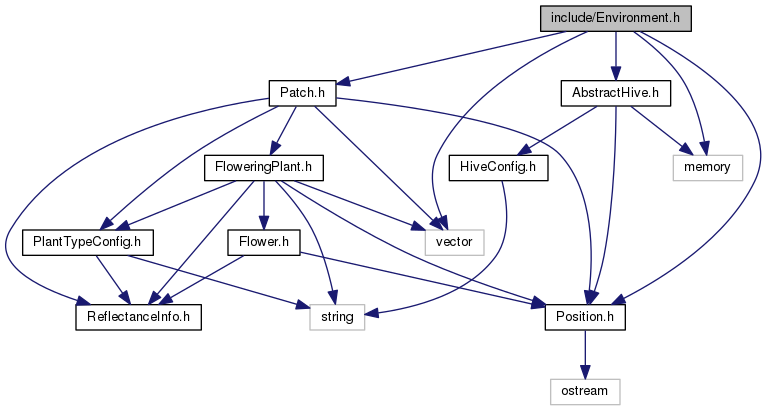 include/Environment.h
Patch.h
AbstractHive.h
FloweringPlant.h
HiveConfig.h
memory
PlantTypeConfig.h
Flower.h
vector
ReflectanceInfo.h
string
Position.h
ostream